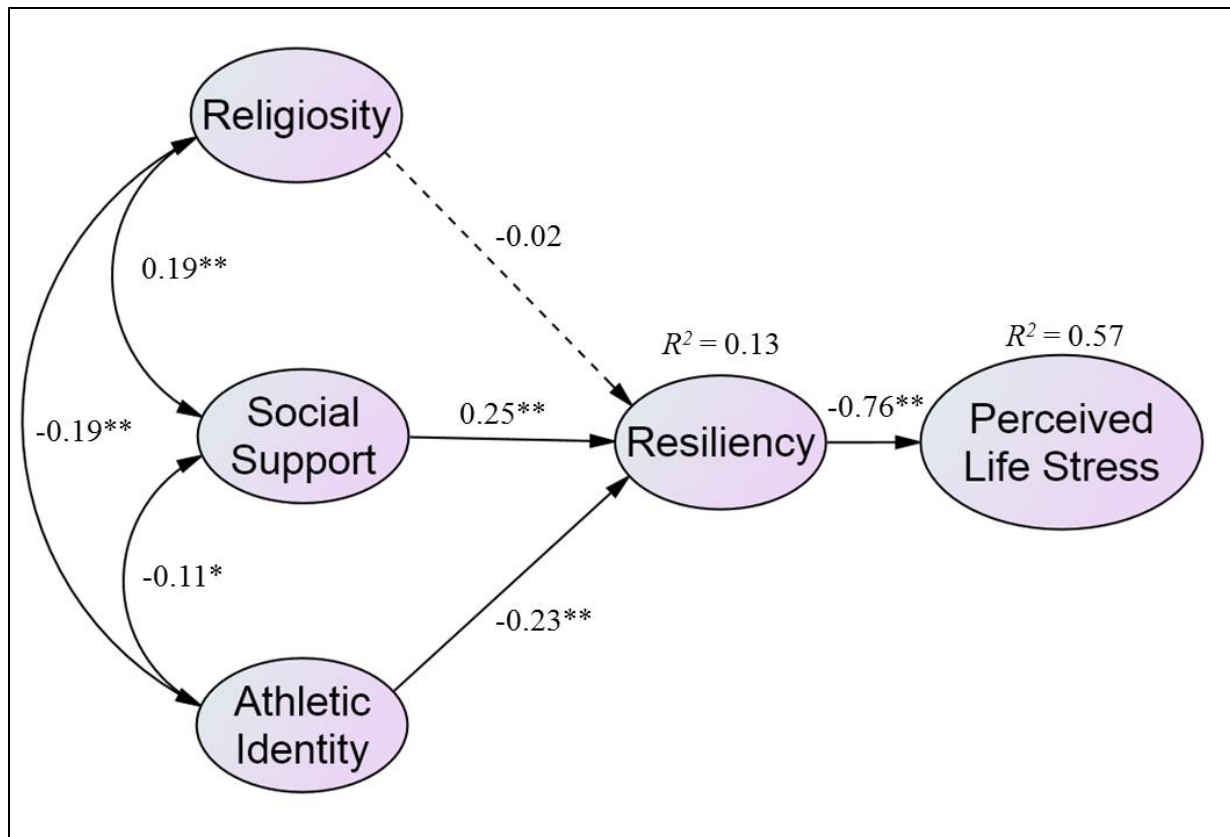 Religiosity
-0.02
0.19**
R² = 0.13
R² = 0.57
Social
Support
0.25**
Resiliency
-0.76**
Perceived
Life Stress
-0.19**
-0.11*
-0.23**
Athletic
Identity